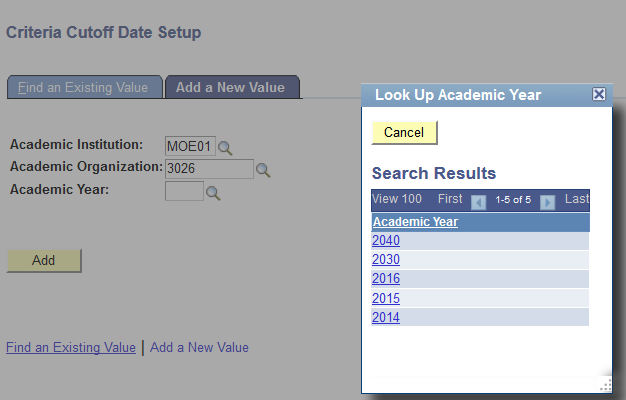 Criteria Cutoff Date Setup
Find an Existing Value
Add a New Value
Academic Institution: MOE01
Academic Organization: 3026
Academic Year:
Add
Find an Existing Value | Add a New Value
Look Up Academic Year
Cancel
Search Results
View 100 First 1-5 of 5 Last
Academic Year
2040
2030
2016
2015
2014